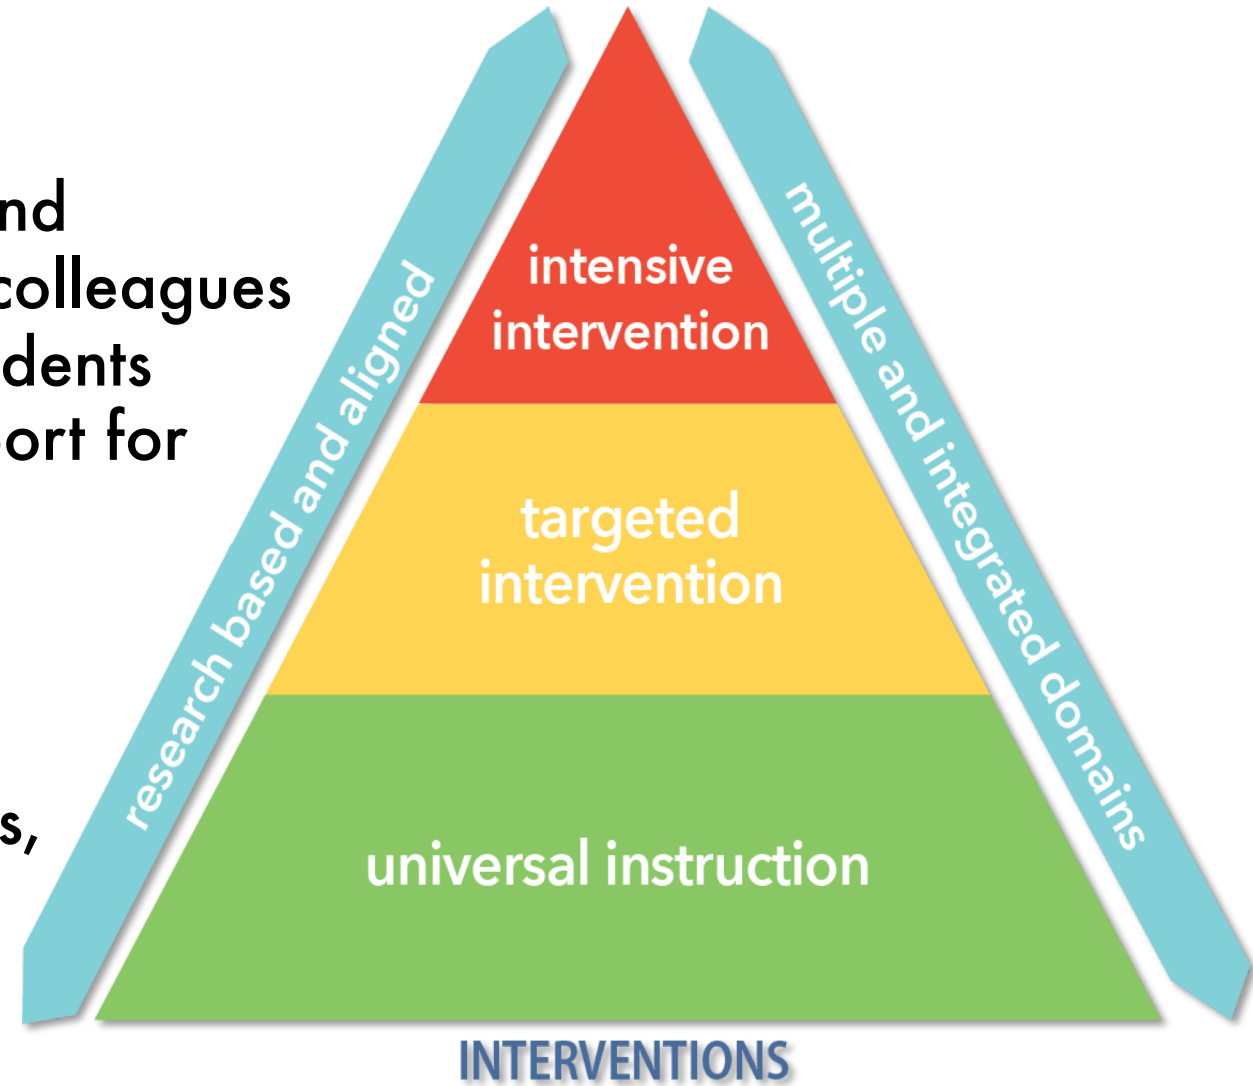 nd
colleagues
dents
ort for
s,
research based and aligned
intensive
intervention
targeted
intervention
universal instruction
multiple and integrated domains
INTERVENTIONS